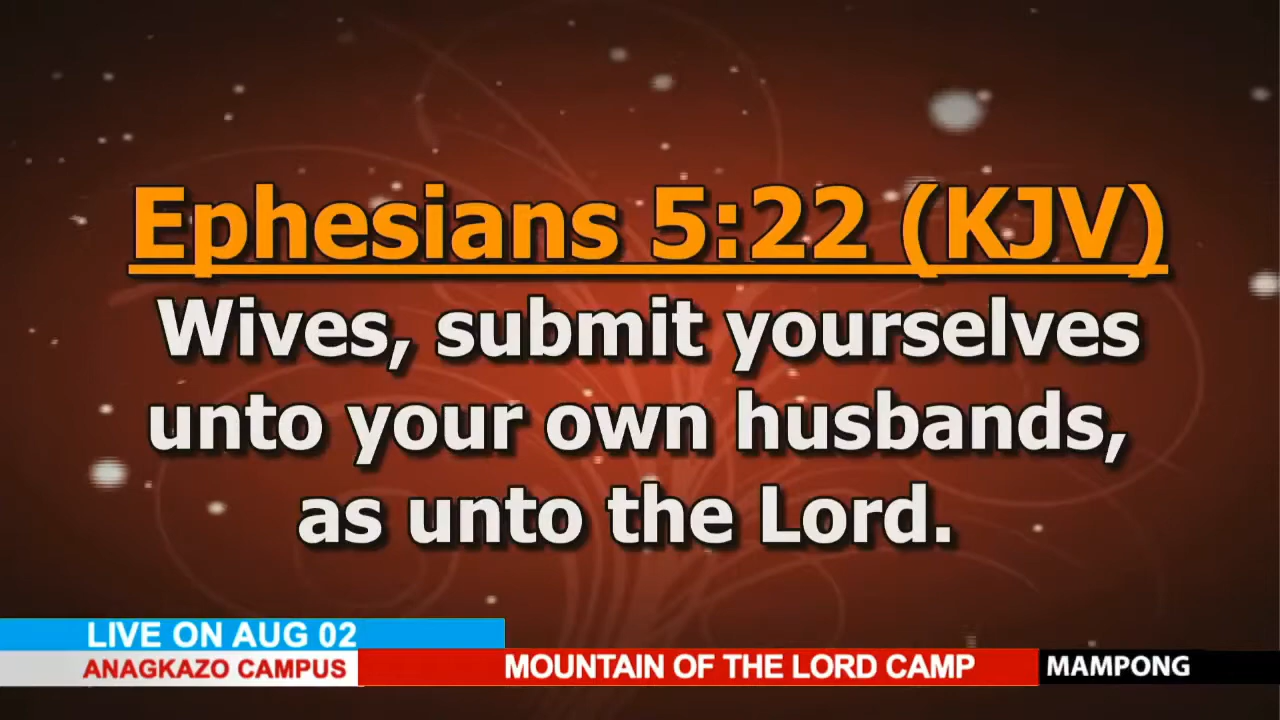 Ephesians 5:22 (KJV)
Wives, submit yourselves
unto your own husbands,
as unto the Lord.
LIVE ON AUG 02
ANAGKAZO CAMPUS
MOUNTAIN OF THE LORD CAMP
MAMPONG